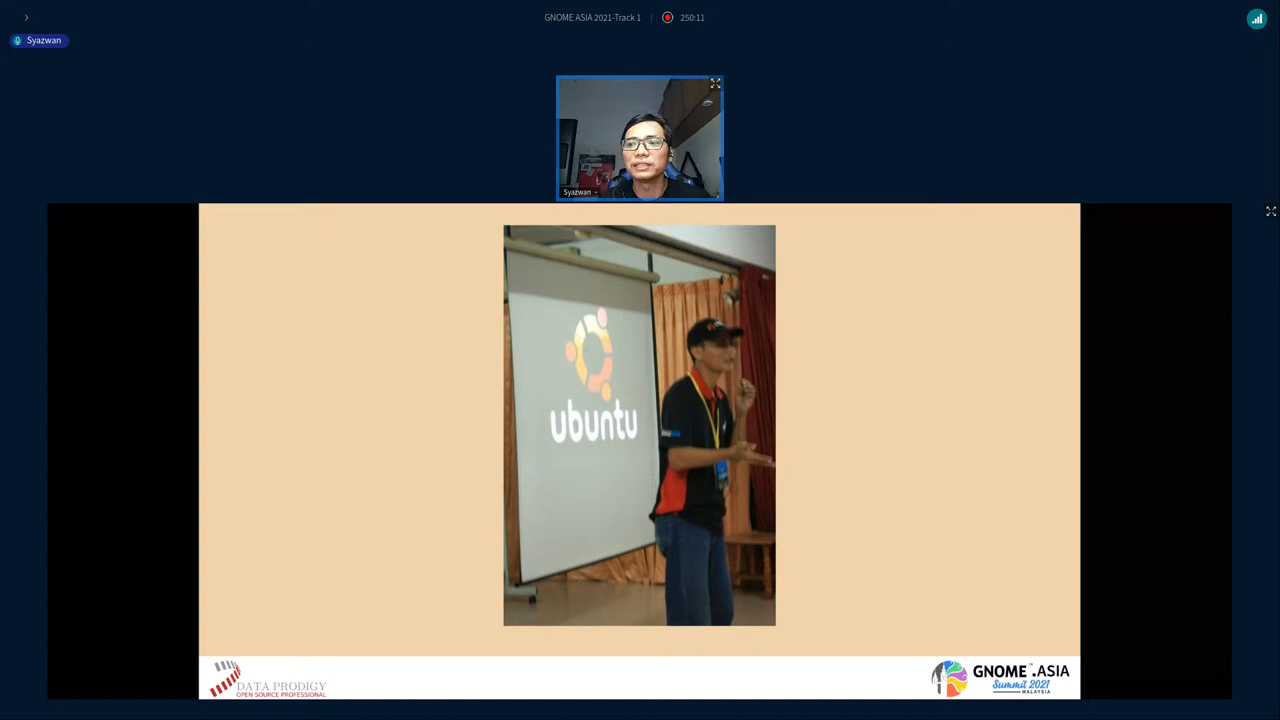 GNOME ASIA 2021-Track 1
250:11
Syazwan
Syazwan
ubuntu
DATA PRODIGY
OPEN SOURCE PROFESSIONAL
GNOME™.ASIA
Summit 2021
MALAYSIA